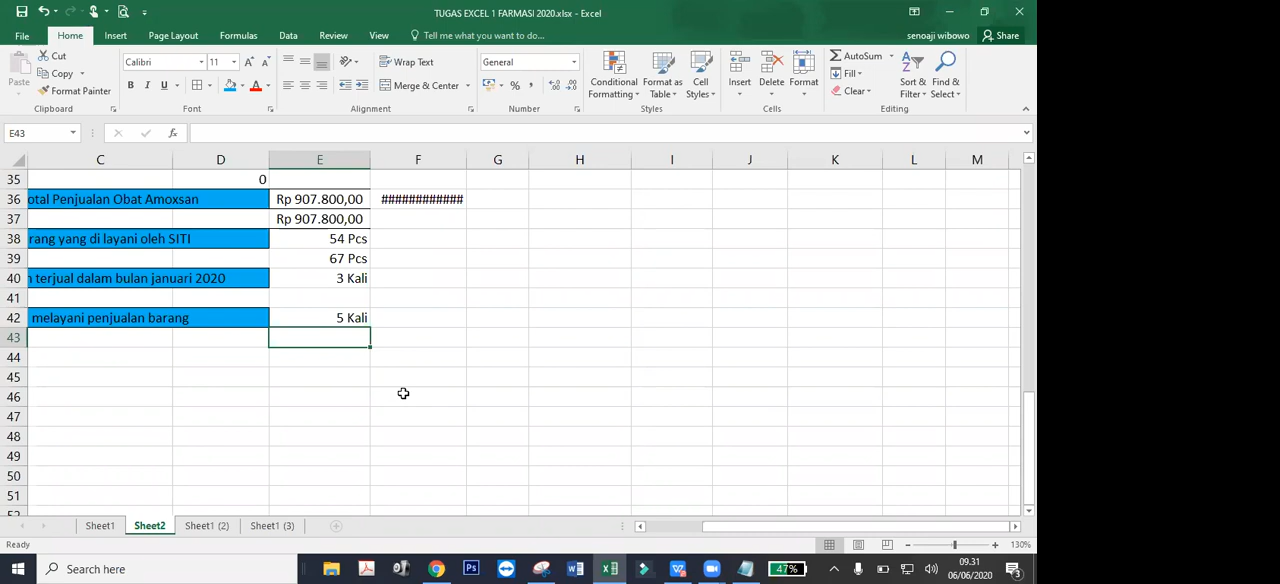 TUGAS EXCEL 1 FARMASI 2020.xlsx - Excel
File Home Insert Page Layout Formulas Data Review View Tell me what you want to do... senoaji wibowo Share
Paste Cut Copy Format Painter Clipboard
Calibri 11 A A B I U A Font
Wrap Text Merge & Center Alignment
General % , Number
Conditional Formatting Format as Table Cell Styles Styles
Insert Delete Format Cells
AutoSum Fill Clear Sort & Filter Find & Select Editing
E43 fx
C D E F G H I J K L M
35 0
36 otal Penjualan Obat Amoxsan Rp 907.800,00 ############
37 Rp 907.800,00
38 rang yang di layani oleh SITI 54 Pcs
39 67 Pcs
40 n terjual dalam bulan januari 2020 3 Kali
41
42 melayani penjualan barang 5 Kali
43
44
45
46
47
48
49
50
51
52
Sheet1 Sheet2 Sheet1 (2) Sheet1 (3)
Ready 130%
Search here 47% 09.31
06/06/2020 3